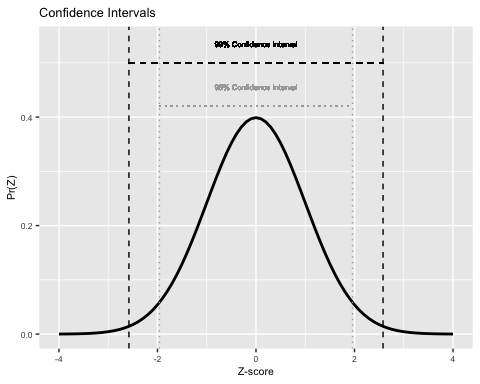 Confidence Intervals
99% Confidence Interval
95% Confidence Interval
0.4
0.2
0.0
Pr(Z)
-4 -2 0 2 4
Z-score